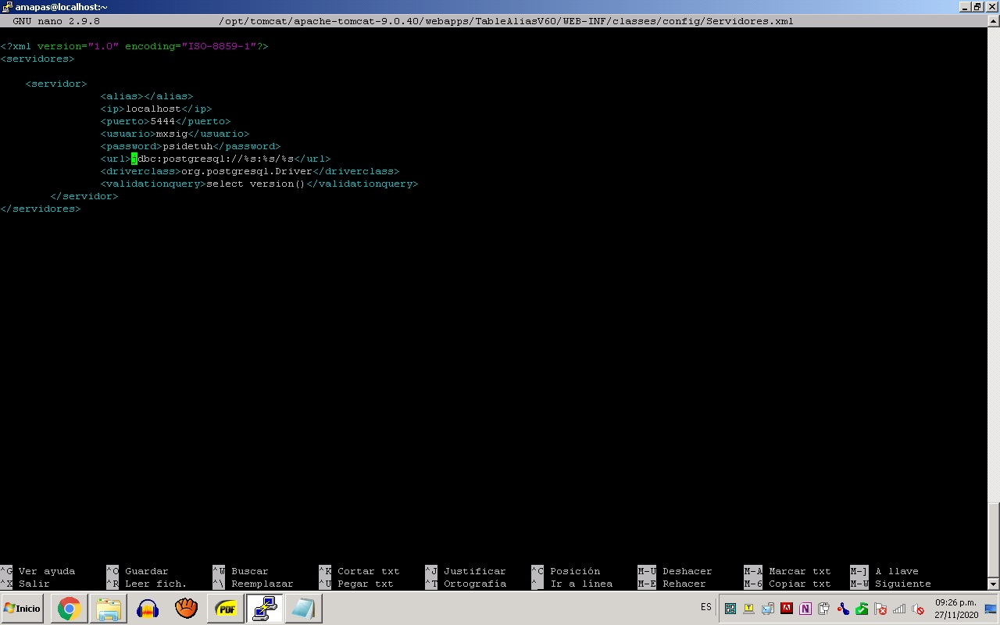 amapas@localhost:~
GNU nano 2.9.8 /opt/tomcat/apache-tomcat-9.0.40/webapps/TableAliasV60/WEB-INF/classes/config/Servidores.xml
<?xml version="1.0" encoding="ISO-8859-1"?>
<servidores>
<servidor>
<alias></alias>
<ip>localhost</ip>
<puerto>5444</puerto>
<usuario>mxsig</usuario>
<password>psidetuh</password>
<url>jdbc:postgresql://%s:%s/%s</url>
<driverclass>org.postgresql.Driver</driverclass>
<validationquery>select version()</validationquery>
</servidor>
</servidores>
^G Ver ayuda ^O Guardar ^W Buscar ^K Cortar txt ^J Justificar ^C Posición M-U Deshacer M-A Marcar txt M-] A llave
^X Salir ^R Leer fich. ^\ Reemplazar ^U Pegar txt ^T Ortografía ^_ Ir a línea M-E Rehacer M-6 Copiar txt M-W Siguiente
Inicio PDF ES 09:26 p.m.
27/11/2020